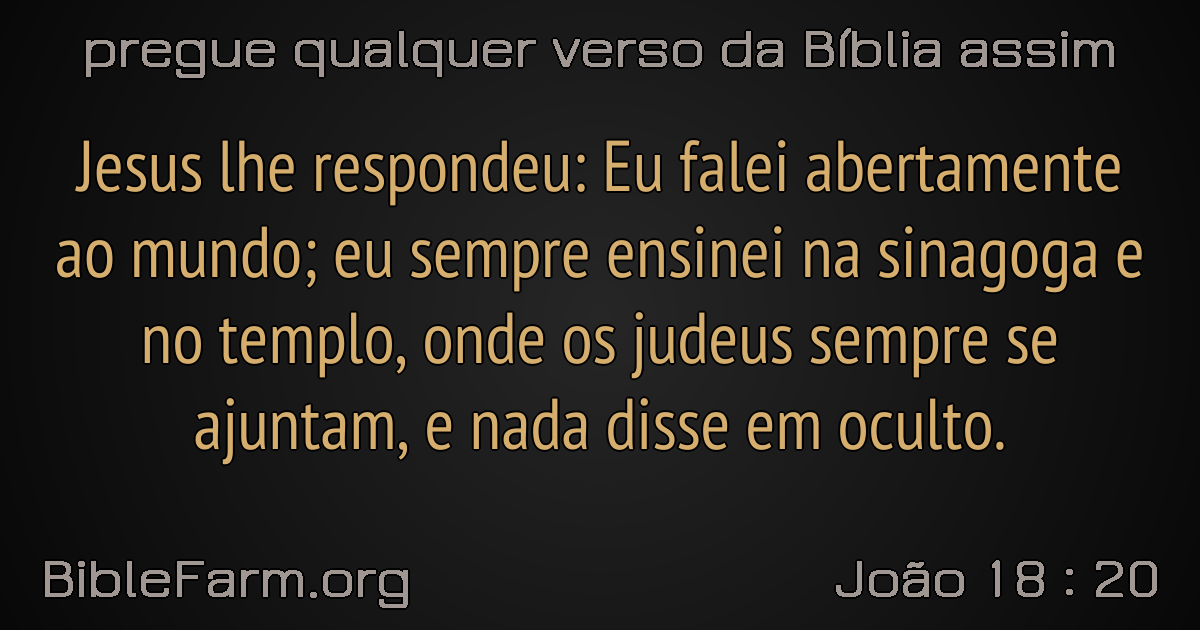 pregue qualquer verso da Bíblia assim
Jesus lhe respondeu: Eu falei abertamente
ao mundo; eu sempre ensinei na sinagoga e
no templo, onde os judeus sempre se
ajuntam, e nada disse em oculto.
BibleFarm.org
João 18 : 20